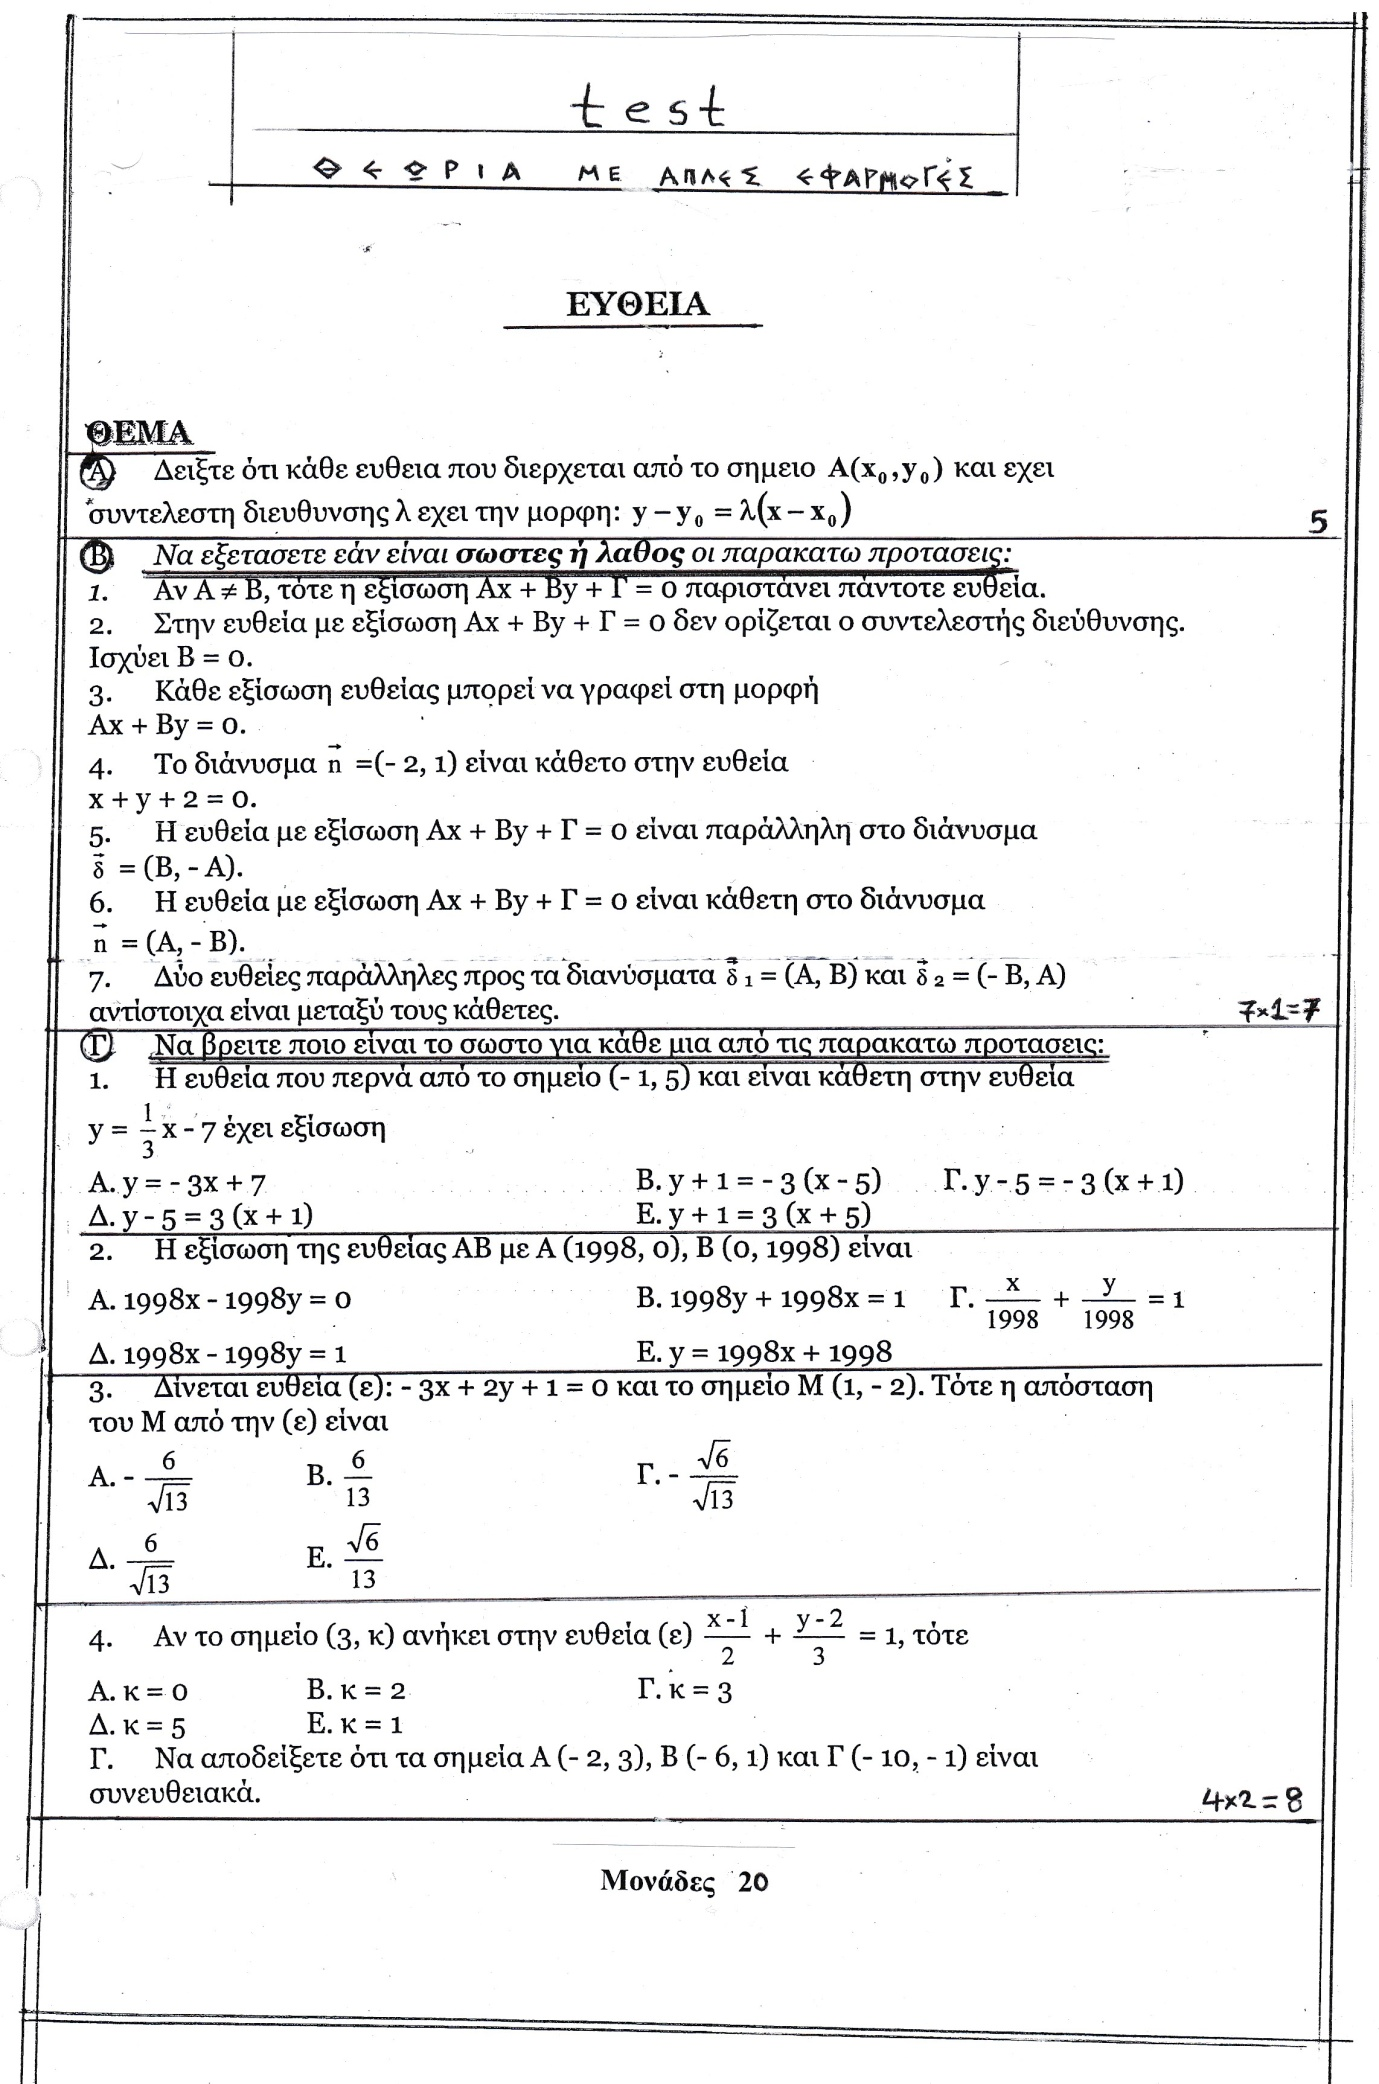 test
ΘΕΩΡΙΑ ΜΕ ΑΠΛΕΣ ΕΦΑΡΜΟΓΈΣ
ΕΥΘΕΙΑ
ΘΕΜΑ
Α Δειξτε ότι κάθε ευθεια που διερχεται από το σημειο A(x₀,y₀) και εχει
συντελεστη διευθυνσης λ εχει την μορφη: y – y₀ = λ(x – x₀)
5
Β Να εξετασετε εάν είναι σωστες ή λαθος οι παρακατω προτασεις:
1. Αν Α ≠ Β, τότε η εξίσωση Αx + By + Γ = 0 παριστάνει πάντοτε ευθεία.
2. Στην ευθεία με εξίσωση Αx + By + Γ = 0 δεν ορίζεται ο συντελεστής διεύθυνσης.
Ισχύει Β = 0.
3. Κάθε εξίσωση ευθείας μπορεί να γραφεί στη μορφή
Αx + By = 0.
4. Το διάνυσμα n⃗ =(- 2, 1) είναι κάθετο στην ευθεία
x + y + 2 = 0.
5. Η ευθεία με εξίσωση Αx + By + Γ = 0 είναι παράλληλη στο διάνυσμα
δ⃗ = (Β, - Α).
6. Η ευθεία με εξίσωση Αx + By + Γ = 0 είναι κάθετη στο διάνυσμα
n⃗ = (Α, - Β).
7. Δύο ευθείες παράλληλες προς τα διανύσματα δ⃗ ₁ = (Α, Β) και δ⃗ ₂ = (- Β, Α)
αντίστοιχα είναι μεταξύ τους κάθετες.
7×1=7
Γ Να βρειτε ποιο είναι το σωστο για κάθε μια από τις παρακατω προτασεις:
1. Η ευθεία που περνά από το σημείο (- 1, 5) και είναι κάθετη στην ευθεία
y = 1/3 x - 7 έχει εξίσωση
Α. y = - 3x + 7 Β. y + 1 = - 3 (x - 5) Γ. y - 5 = - 3 (x + 1)
Δ. y - 5 = 3 (x + 1) Ε. y + 1 = 3 (x + 5)
2. Η εξίσωση της ευθείας ΑΒ με Α (1998, 0), Β (0, 1998) είναι
Α. 1998x - 1998y = 0 Β. 1998y + 1998x = 1 Γ. x/1998 + y/1998 = 1
Δ. 1998x - 1998y = 1 Ε. y = 1998x + 1998
3. Δίνεται ευθεία (ε): - 3x + 2y + 1 = 0 και το σημείο Μ (1, - 2). Τότε η απόσταση
του Μ από την (ε) είναι
Α. - 6/√13 Β. 6/13 Γ. - √6/√13
Δ. 6/√13 Ε. √6/13
4. Αν το σημείο (3, κ) ανήκει στην ευθεία (ε) x-1/2 + y-2/3 = 1, τότε
Α. κ = 0 Β. κ = 2 Γ. κ = 3
Δ. κ = 5 Ε. κ = 1
Γ. Να αποδείξετε ότι τα σημεία Α (- 2, 3), Β (- 6, 1) και Γ (- 10, - 1) είναι
συνευθειακά.
4×2=8
Μονάδες 20